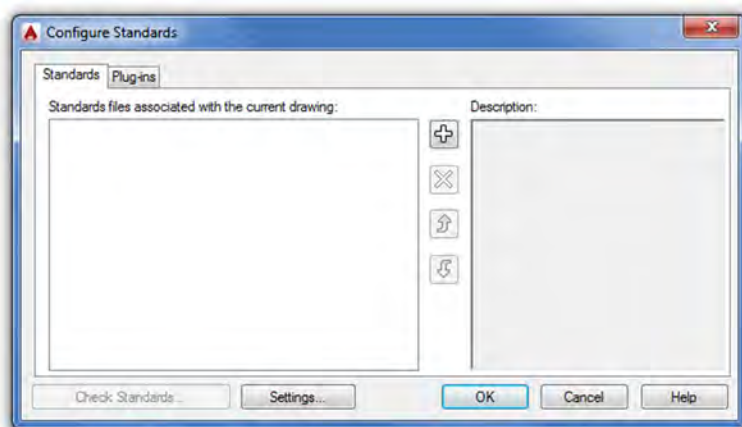 Configure Standards
Standards Plug-ins
Standards files associated with the current drawing:
Description:
Check Standards...
Settings...
OK
Cancel
Help